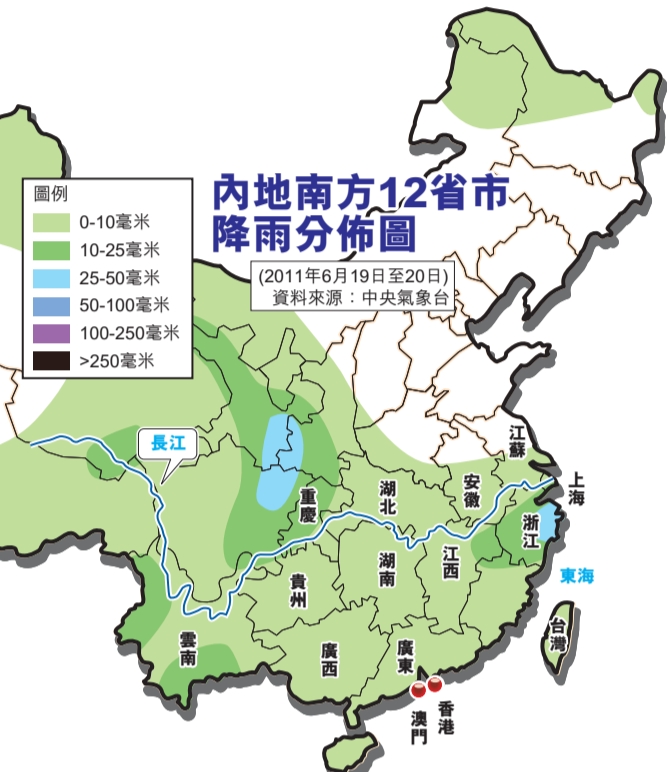 內地南方12省市
降雨分佈圖
(2011年6月19日至20日)
資料來源：中央氣象台
圖例
0-10毫米
10-25毫米
25-50毫米
50-100毫米
100-250毫米
>250毫米
長江
江蘇
上海
安徽
湖北
重慶
浙江
東海
江西
湖南
貴州
雲南
廣西
廣東
台灣
香港
澳門